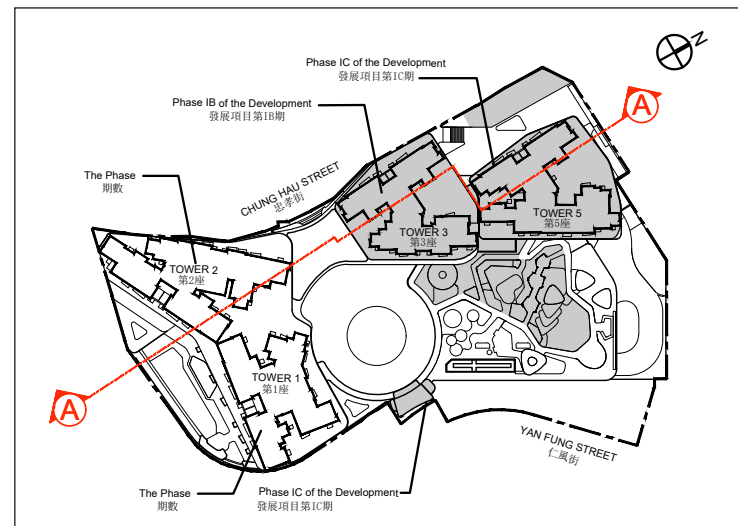 N
Phase IC of the Development
發展項目第IC期
A
Phase IB of the Development
發展項目第IB期
The Phase
期數
CHUNG HAU STREET
忠孝街
TOWER 5
第5座
TOWER 3
第3座
TOWER 2
第2座
TOWER 1
第1座
A
YAN FUNG STREET
仁風街
The Phase
期數
Phase IC of the Development
發展項目第IC期